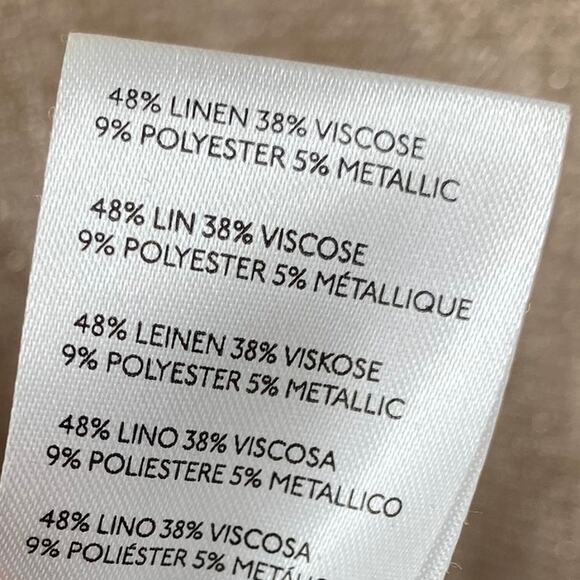 48% LINEN 38% VISCOSE
9% POLYESTER 5% METALLIC
48% LIN 38% VISCOSE
9% POLYESTER 5% MÉTALLIQUE
48% LEINEN 38% VISKOSE
9% POLYESTER 5% METALLIC
48% LINO 38% VISCOSA
9% POLIESTERE 5% METALLICO
48% LINO 38% VISCOSA
9% POLIÉSTER 5%